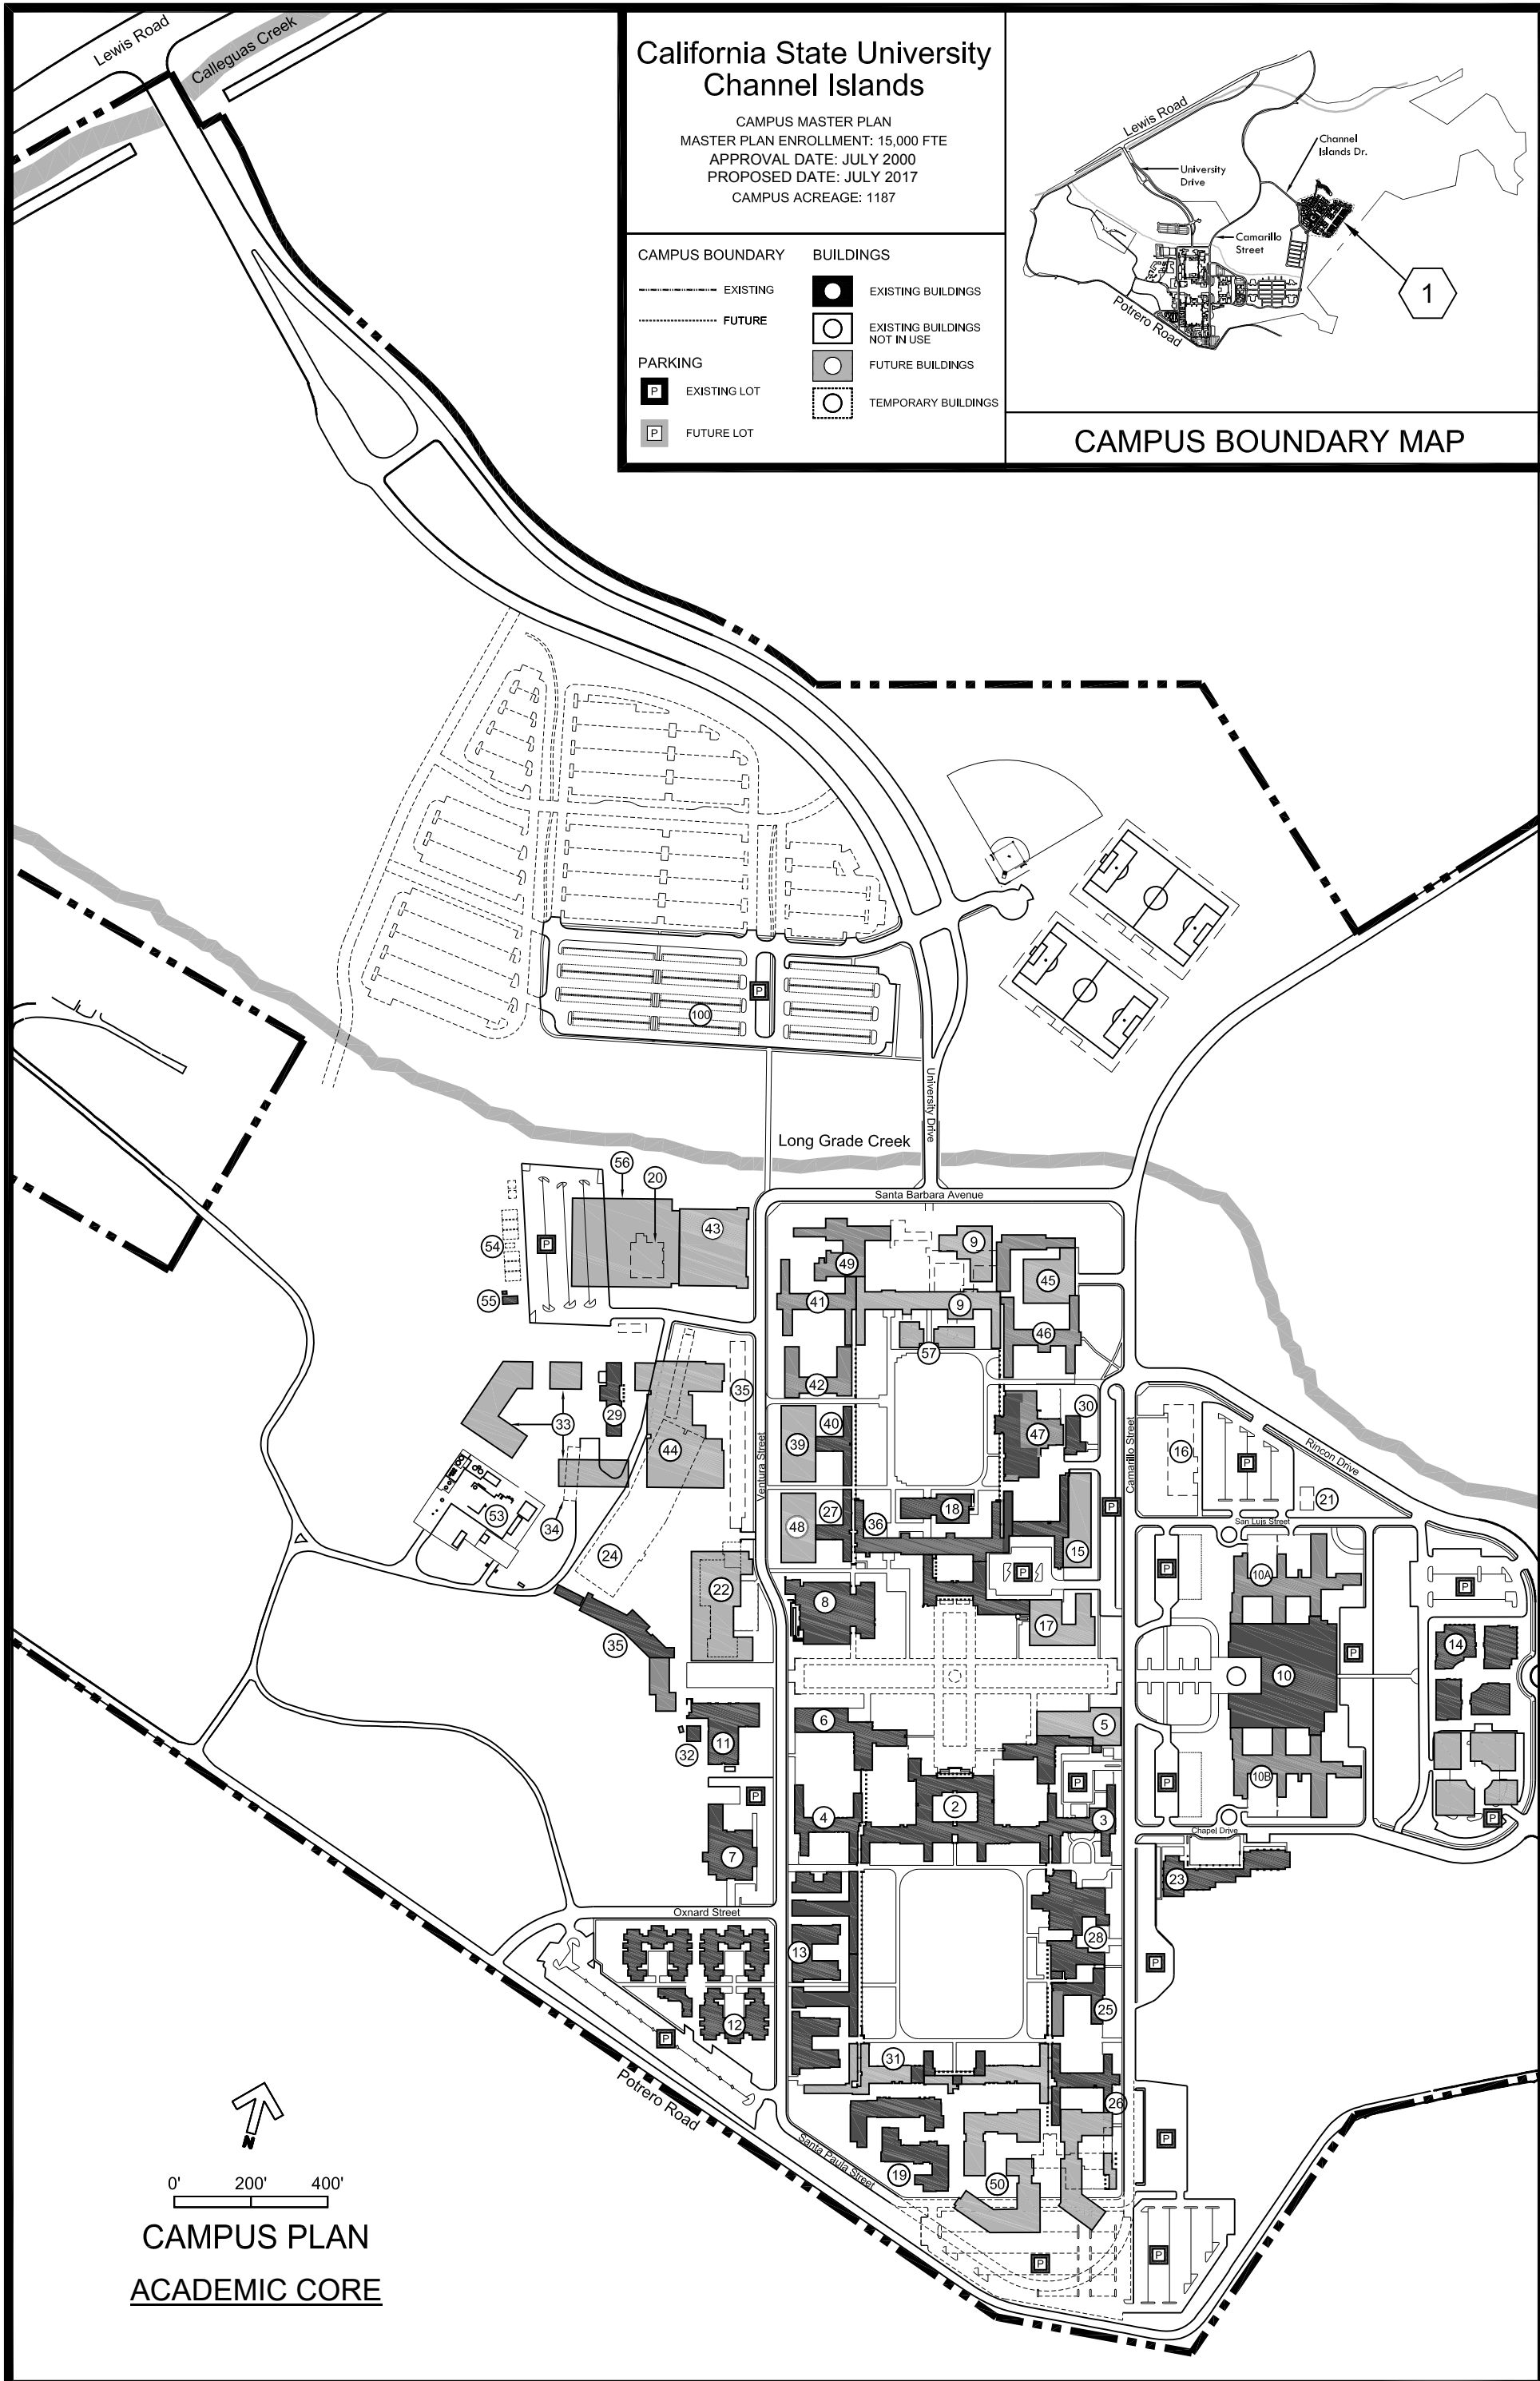 Lewis Road
Calleguas Creek
California State University
Channel Islands
CAMPUS MASTER PLAN
MASTER PLAN ENROLLMENT: 15,000 FTE
APPROVAL DATE: JULY 2000
PROPOSED DATE: JULY 2017
CAMPUS ACREAGE: 1187
CAMPUS BOUNDARY
EXISTING
FUTURE
PARKING
P EXISTING LOT
P FUTURE LOT
BUILDINGS
EXISTING BUILDINGS
EXISTING BUILDINGS
NOT IN USE
FUTURE BUILDINGS
TEMPORARY BUILDINGS
Lewis Road
University
Drive
Channel
Islands Dr.
Camarillo
Street
Potrero Road
1
CAMPUS BOUNDARY MAP
P
100
University Drive
Long Grade Creek
Santa Barbara Avenue
56
20
43
54
P
55
49
9
45
41
9
46
57
42
35
33
29
44
39
40
47
30
Ventura Street
Camarillo Street
16
P
Rincon Drive
21
San Luis Street
53
34
24
48
27
36
18
15
P
P
22
8
17
35
P
10A
P
14
10
P
6
5
11
32
P
P
P
10B
P
2
4
3
Chapel Drive
7
23
Oxnard Street
13
28
P
12
P
25
31
26
Potrero Road
Santa Paula Street
19
50
P
P
P
N
0' 200' 400'
CAMPUS PLAN
ACADEMIC CORE